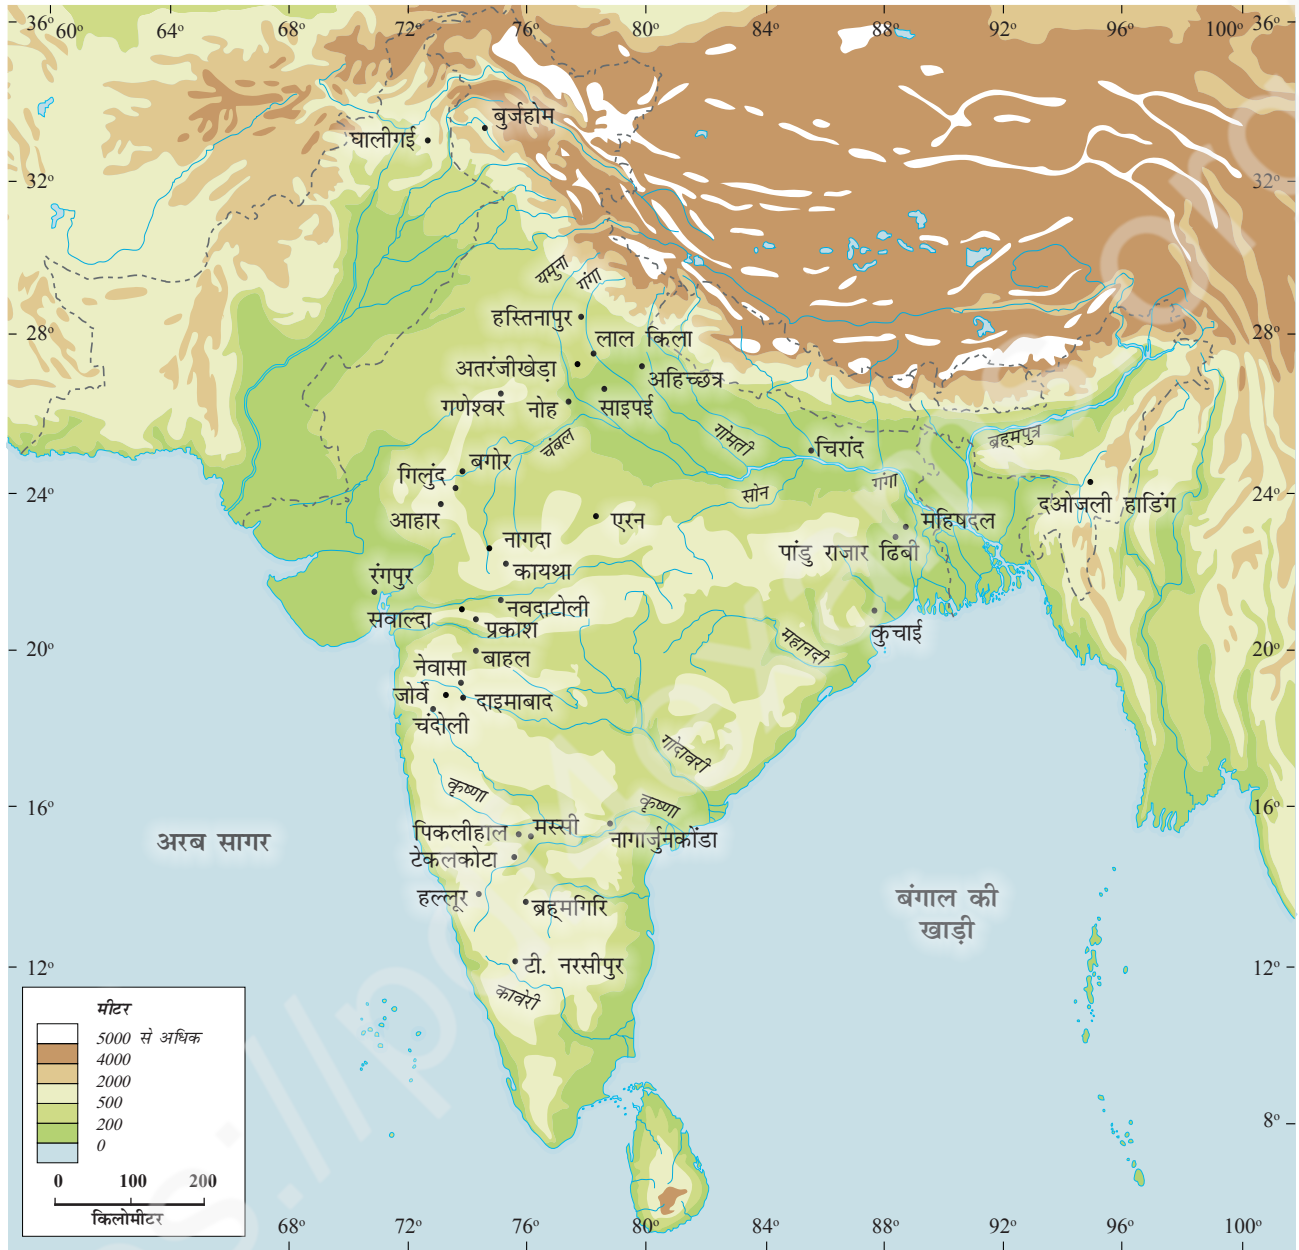 36° 60° 64° 68° 72° 76° 80° 84° 88° 92° 96° 100° 36°
बुर्जहोम
घालीगई
32° 32°
यमुना
गंगा
हस्तिनापुर
28° 28°
लाल किला
अतरंजीखेड़ा
अहिच्छत्र
गणेश्वर
नोह
साइपई
चंबल
गोमती
चिरांद
ब्रह्मपुत्र
बगोर
गिलुंद
24° 24°
सोन
गंगा
दओजली हाडिंग
आहार
एरन
महिषदल
नागदा
पांडु राजार ढिबी
कायथा
रंगपुर
नवदाटोली
सवाल्दा
प्रकाश
कुचाई
महानदी
20° 20°
बाहल
नेवासा
जोर्वे
दाइमाबाद
चंदोली
गोदावरी
कृष्णा
कृष्णा
16° 16°
पिकलीहाल
मस्सी
नागार्जुनकोंडा
अरब सागर
टेकलकोटा
हल्लूर
ब्रह्मगिरि
बंगाल की
खाड़ी
12° 12°
टी. नरसीपुर
कावेरी
मीटर
5000 से अधिक
4000
2000
500
200
0
8°
0 100 200
किलोमीटर
68° 72° 76° 80° 84° 88° 92° 96° 100°